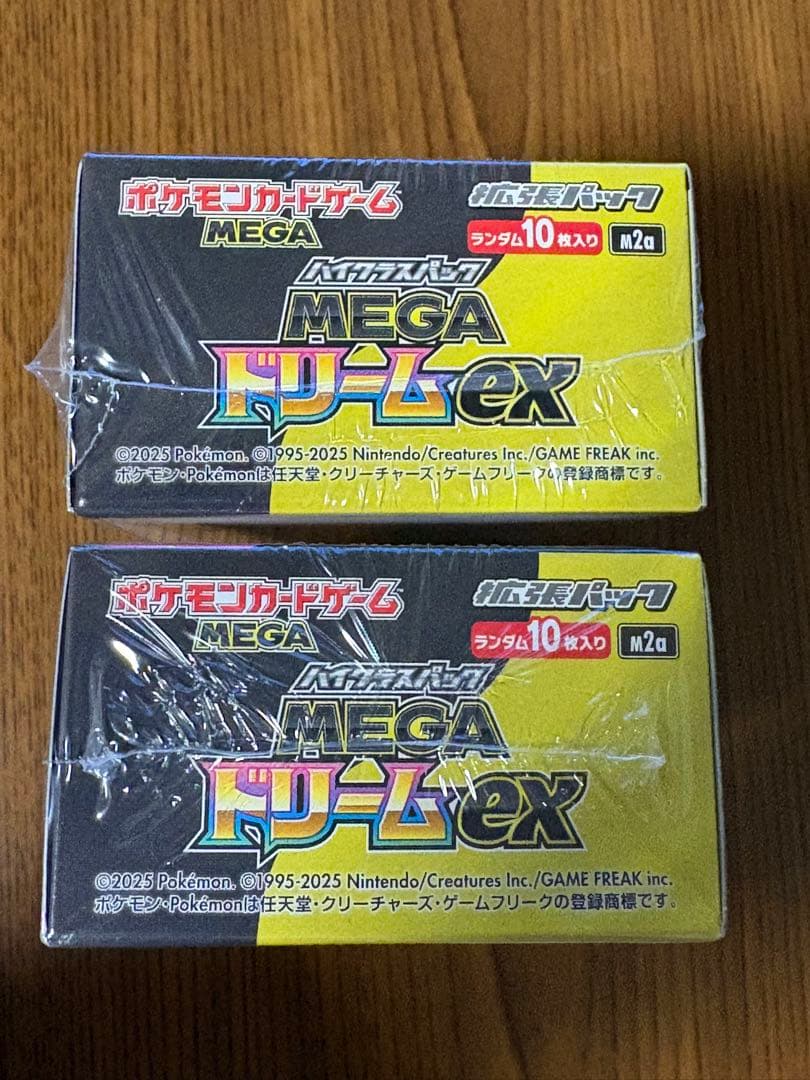 ポケモンカードゲーム
MEGA
拡張パック
ランダム10枚入り M2a
ハイクラスパック
MEGA
ドリームex
©2025 Pokémon. ©1995-2025 Nintendo/Creatures Inc./GAME FREAK inc.
ポケモン・Pokémonは任天堂・クリーチャーズ・ゲームフリークの登録商標です。
ポケモンカードゲーム
MEGA
拡張パック
ランダム10枚入り M2a
ハイクラスパック
MEGA
ドリームex
©2025 Pokémon. ©1995-2025 Nintendo/Creatures Inc./GAME FREAK inc.
ポケモン・Pokémonは任天堂・クリーチャーズ・ゲームフリークの登録商標です。